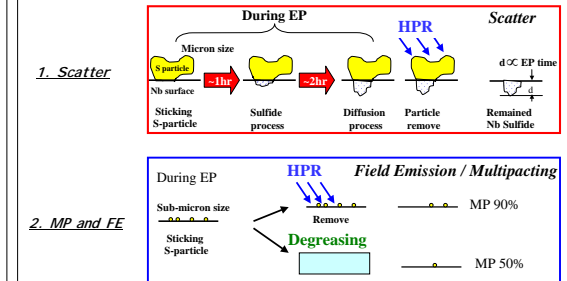 During EP
Scatter
HPR
Micron size
S particle
d∝ EP time
1. Scatter
~1hr
~2hr
d
Nb surface
Sticking
S-particle
Sulfide
process
Diffusion
process
Particle
remove
Remained
Nb Sulfide
During EP
HPR
Field Emission / Multipacting
Sub-micron size
MP 90%
Remove
2. MP and FE
Sticking
S-particle
Degreasing
MP 50%